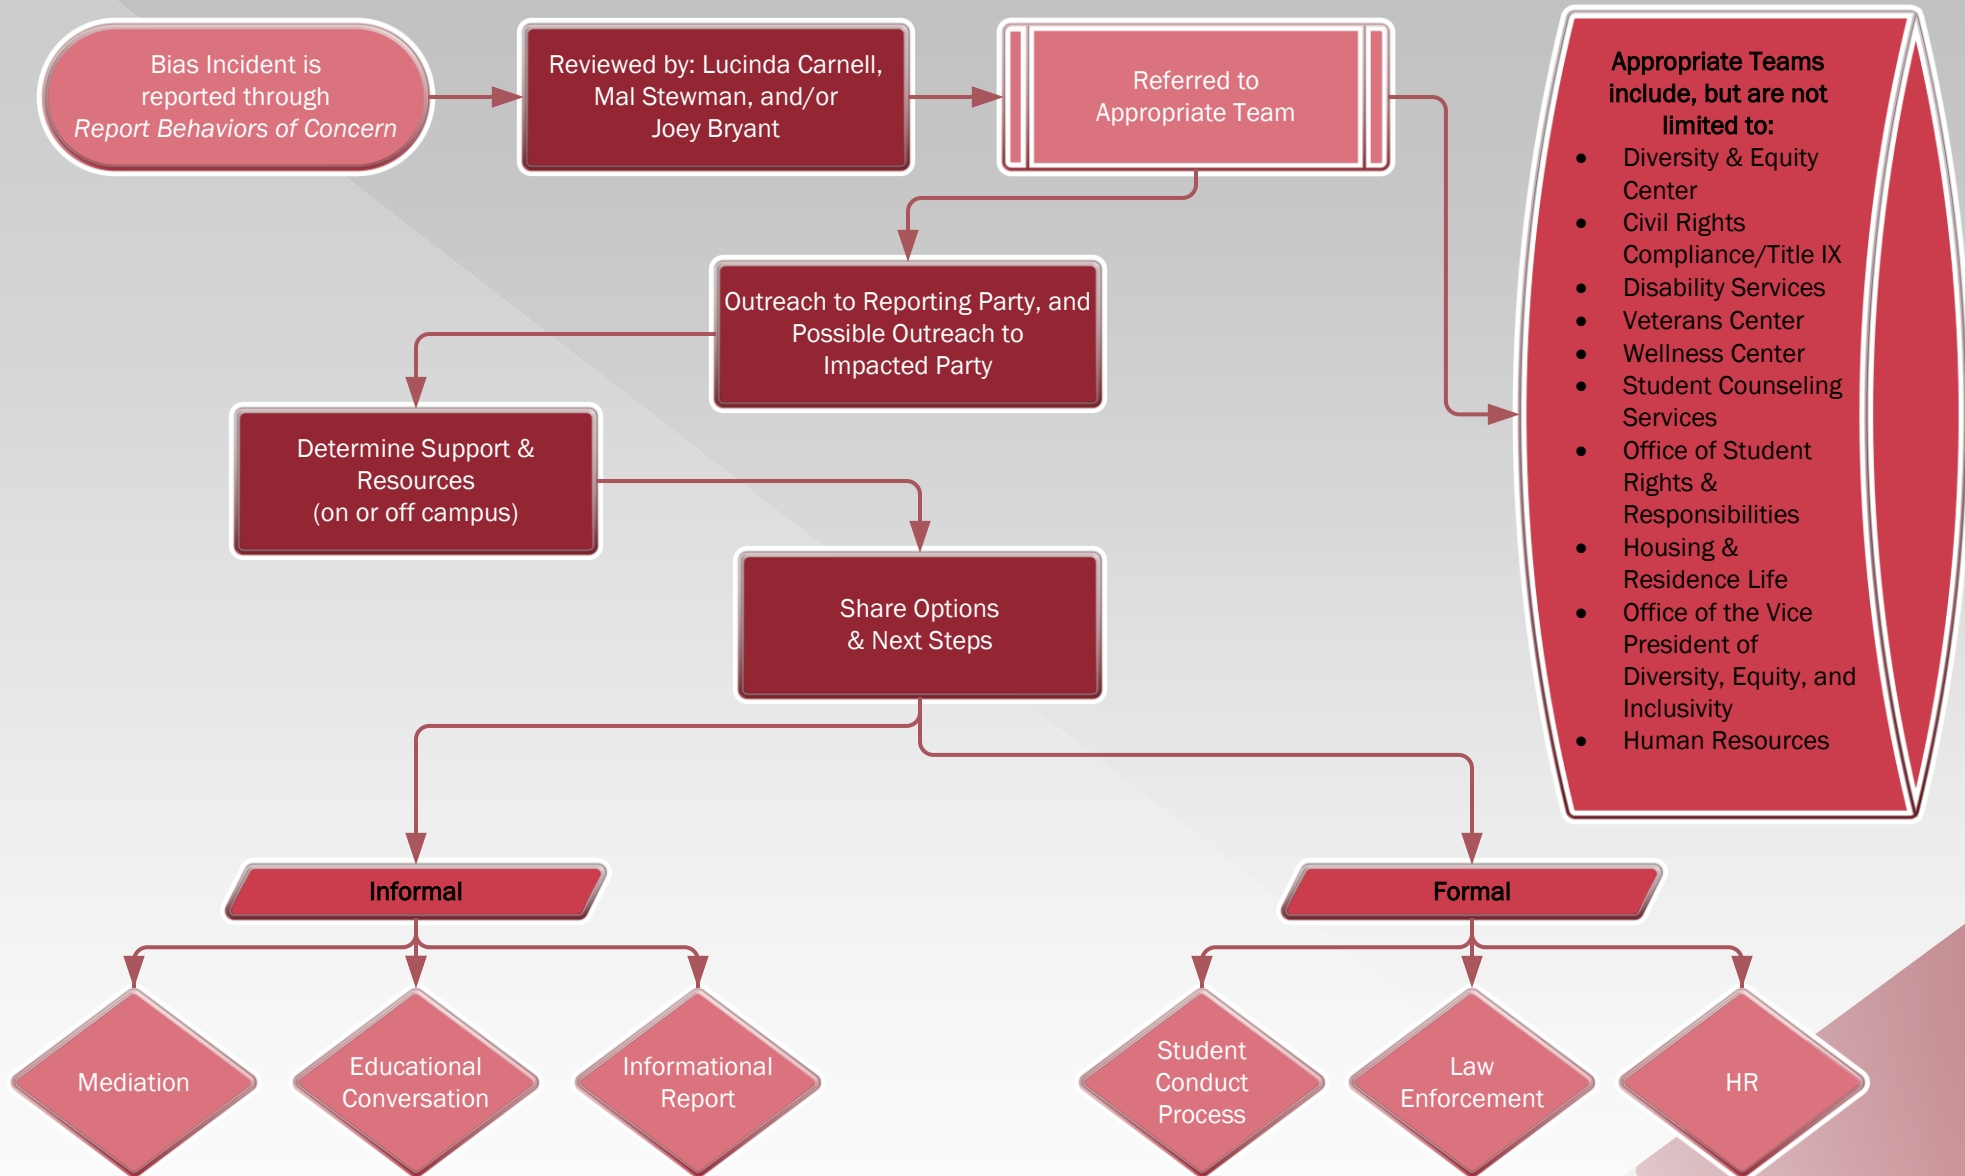 Bias Incident is
reported through
Report Behaviors of Concern
Reviewed by: Lucinda Carnell,
Mal Stewman, and/or
Joey Bryant
Referred to
Appropriate Team
Appropriate Teams
include, but are not
limited to:
• Diversity & Equity
Center
• Civil Rights
Compliance/Title IX
• Disability Services
• Veterans Center
• Wellness Center
• Student Counseling
Services
• Office of Student
Rights &
Responsibilities
• Housing &
Residence Life
• Office of the Vice
President of
Diversity, Equity, and
Inclusivity
• Human Resources
Outreach to Reporting Party, and
Possible Outreach to
Impacted Party
Determine Support &
Resources
(on or off campus)
Share Options
& Next Steps
Informal
Formal
Mediation
Educational
Conversation
Informational
Report
Student
Conduct
Process
Law
Enforcement
HR